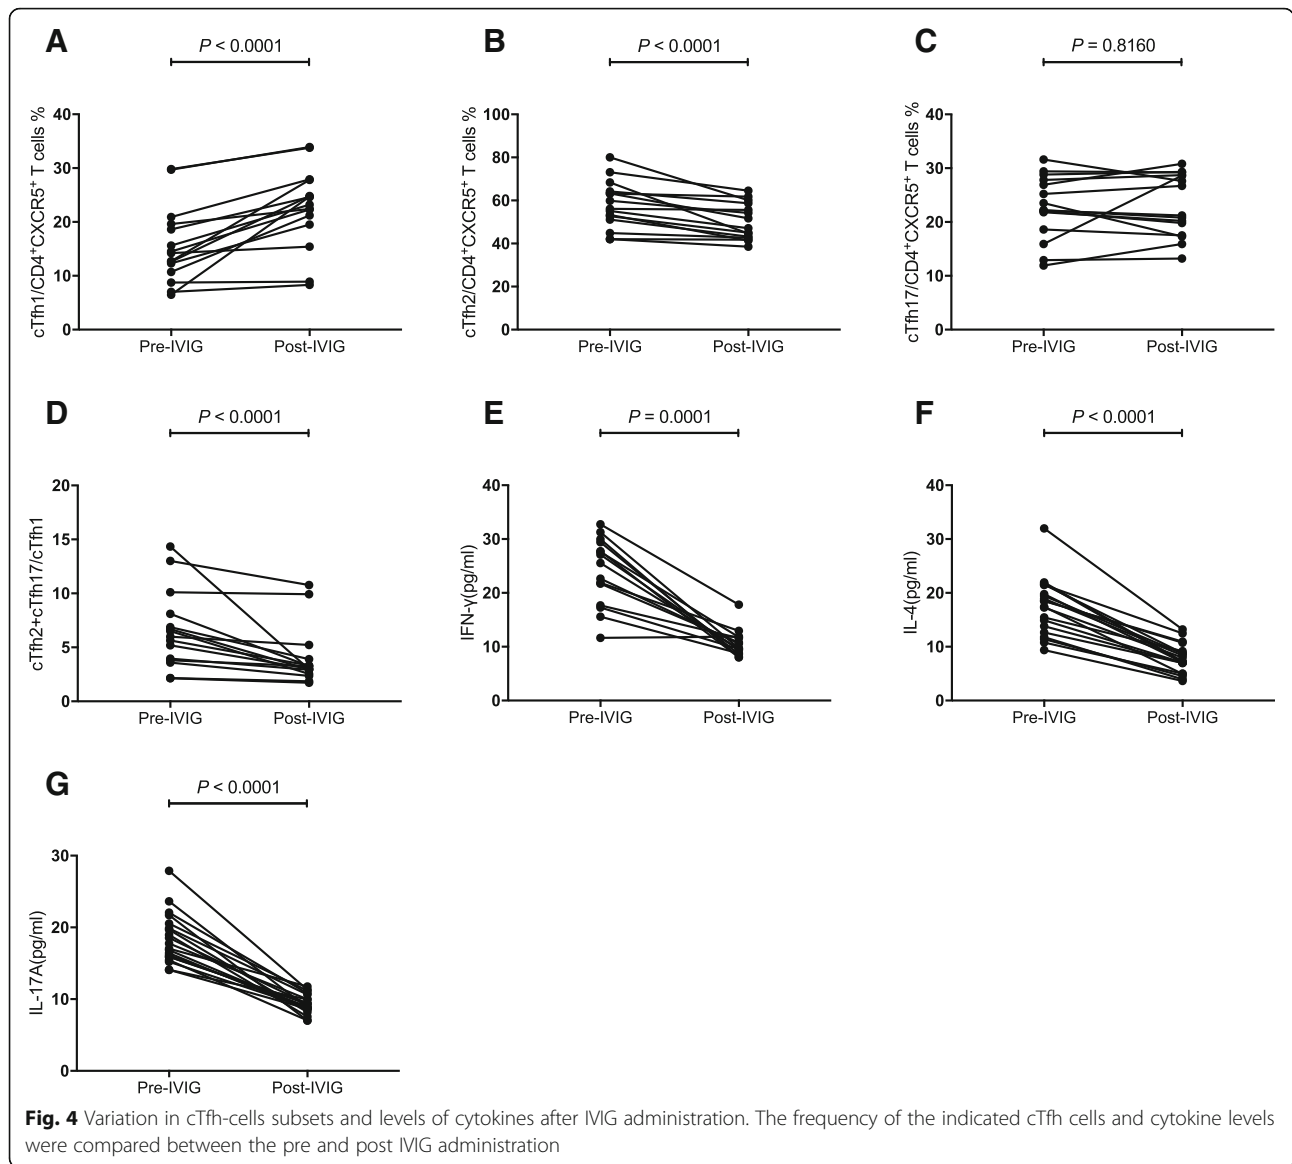 A
P < 0.0001
cTfh1/CD4+CXCR5+ T cells %
40
30
20
10
0
Pre-IVIG Post-IVIG
B
P < 0.0001
cTfh2/CD4+CXCR5+ T cells %
100
80
60
40
20
0
Pre-IVIG Post-IVIG
C
P = 0.8160
cTfh17/CD4+CXCR5+ T cells %
40
30
20
10
0
Pre-IVIG Post-IVIG
D
P < 0.0001
cTfh2+cTfh17/cTfh1
20
15
10
5
0
Pre-IVIG Post-IVIG
E
P = 0.0001
IFN-γ(pg/ml)
40
30
20
10
0
Pre-IVIG Post-IVIG
F
P < 0.0001
IL-4(pg/ml)
40
30
20
10
0
Pre-IVIG Post-IVIG
G
P < 0.0001
IL-17A(pg/ml)
30
20
10
0
Pre-IVIG Post-IVIG
Fig. 4 Variation in cTfh-cells subsets and levels of cytokines after IVIG administration. The frequency of the indicated cTfh cells and cytokine levels
were compared between the pre and post IVIG administration